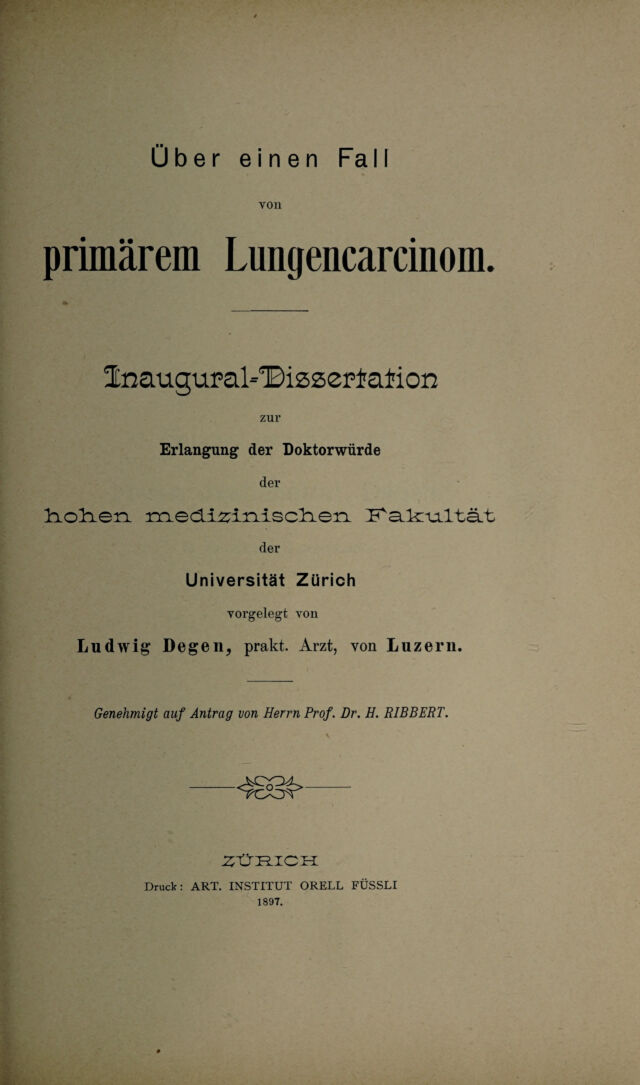 Über einen Fall
von
primärem Lungencarcinom.
Inaugural-Dissertation
zur
Erlangung der Doktorwürde
der
hohen medizinischen Fakultät
der
Universität Zürich
vorgelegt von
Ludwig Degen, prakt. Arzt, von Luzern.
Genehmigt auf Antrag von Herrn Prof. Dr. H. RIBBERT.
ZÜRICH
Druck: ART. INSTITUT ORELL FÜSSLI
1897.